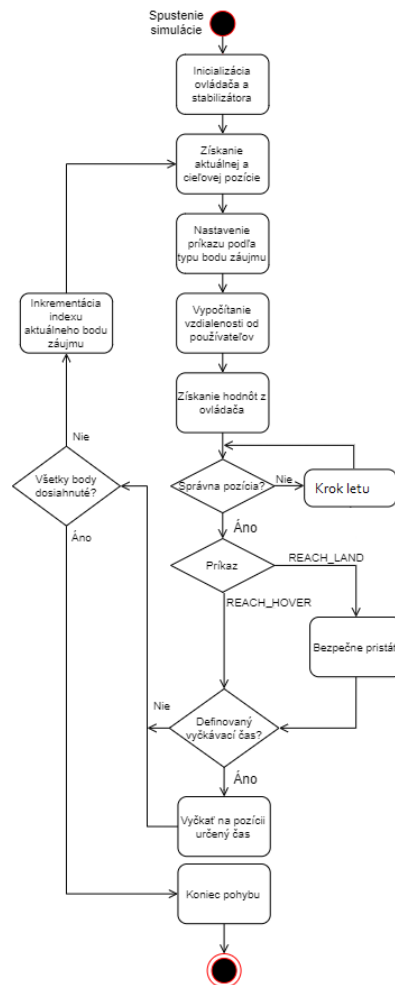 Spustenie
simulácie
Inicializácia
ovládača a
stabilizátora
Získanie
aktuálnej a
cieľovej pozície
Nastavenie
príkazu podľa
typu bodu záujmu
Inkrementácia
indexu
aktuálneho bodu
záujmu
Vypočítanie
vzdialenosti od
používateľov
Získanie hodnôt z
ovládača
Nie
Všetky body
dosiahnuté?
Áno
Správna pozícia?
Nie
Krok letu
Áno
Príkaz
REACH_LAND
REACH_HOVER
Bezpečne pristáť
Nie
Definovaný
vyčkávací čas?
Áno
Vyčkať na pozícii
určený čas
Koniec pohybu